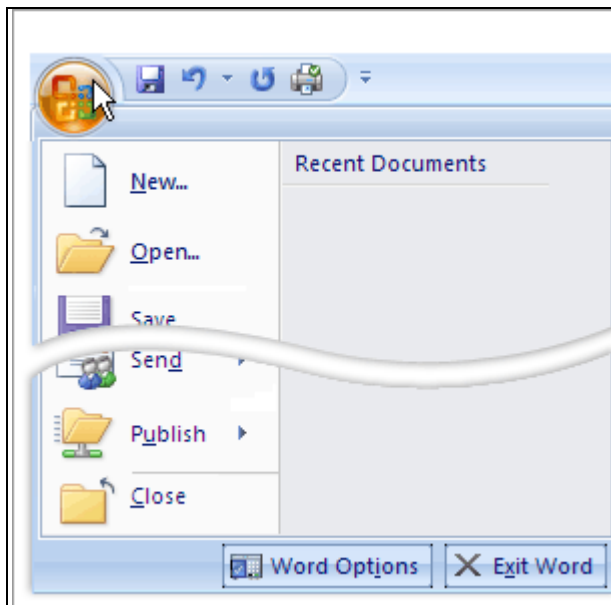 Recent Documents
New...
Open...
Save
Send
Publish
Close
Word Options
Exit Word